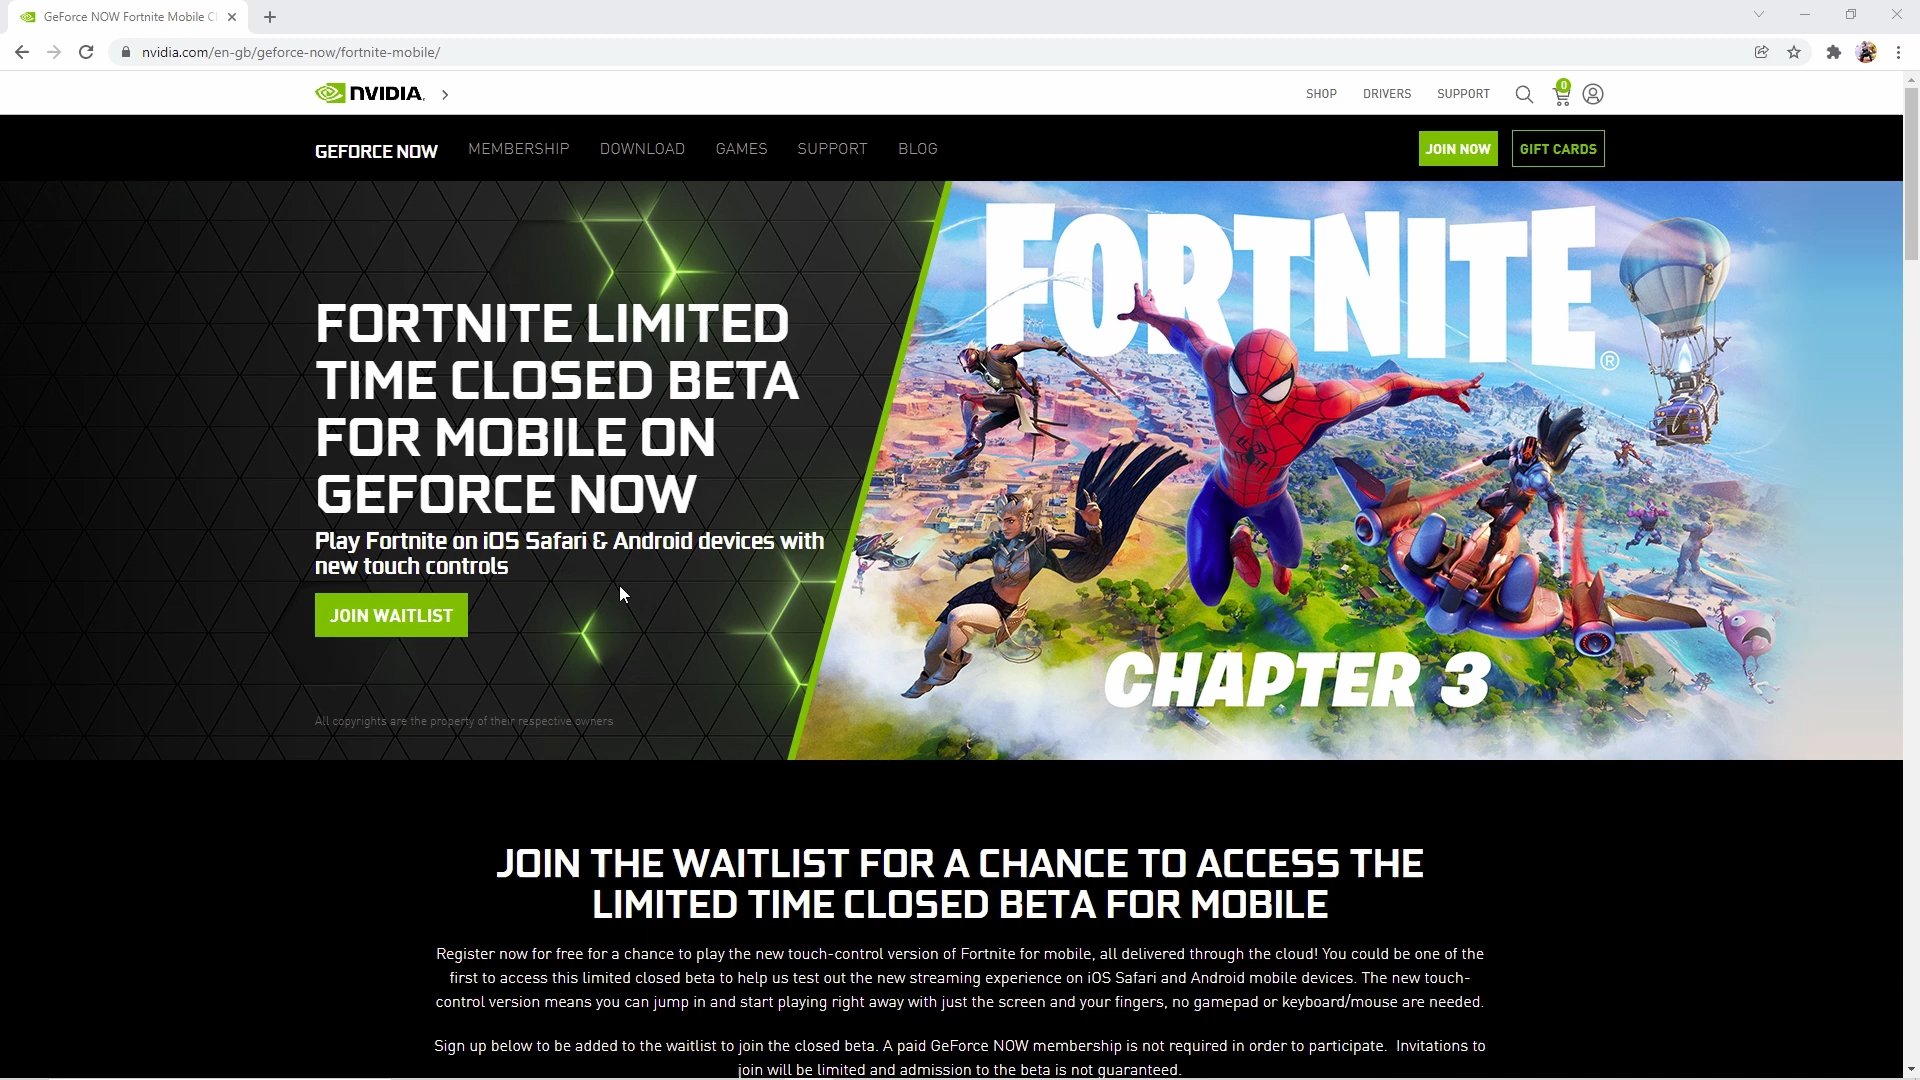 GeForce NOW Fortnite Mobile Cl
nvidia.com/en-gb/geforce-now/fortnite-mobile/
NVIDIA.
SHOP
DRIVERS
SUPPORT
0
GEFORCE NOW
MEMBERSHIP
DOWNLOAD
GAMES
SUPPORT
BLOG
JOIN NOW
GIFT CARDS
FORTNITE LIMITED
TIME CLOSED BETA
FOR MOBILE ON
GEFORCE NOW
Play Fortnite on iOS Safari & Android devices with
new touch controls
JOIN WAITLIST
All copyrights are the property of their respective owners
FORTNITE®
CHAPTER 3
JOIN THE WAITLIST FOR A CHANCE TO ACCESS THE
LIMITED TIME CLOSED BETA FOR MOBILE
Register now for free for a chance to play the new touch-control version of Fortnite for mobile, all delivered through the cloud! You could be one of the
first to access this limited closed beta to help us test out the new streaming experience on iOS Safari and Android mobile devices. The new touch-
control version means you can jump in and start playing right away with just the screen and your fingers, no gamepad or keyboard/mouse are needed.
Sign up below to be added to the waitlist to join the closed beta. A paid GeForce NOW membership is not required in order to participate. Invitations to
join will be limited and admission to the beta is not guaranteed.